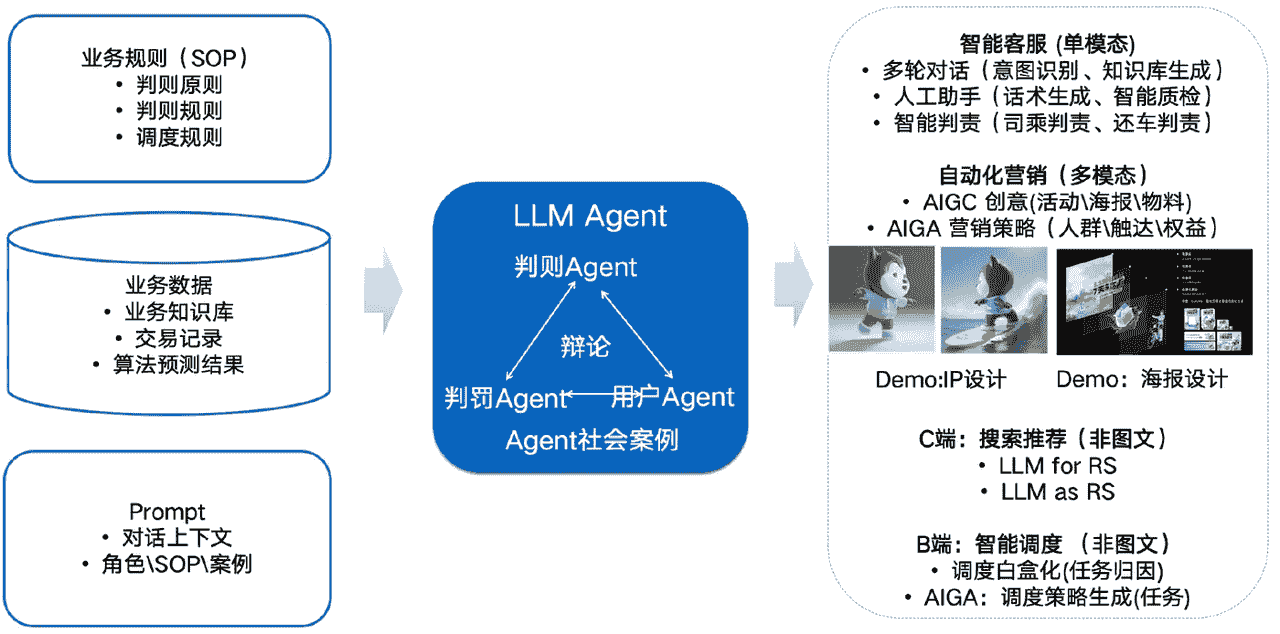 业务规则（SOP）
• 判则原则
• 判则规则
• 调度规则
业务数据
• 业务知识库
• 交易记录
• 算法预测结果
Prompt
• 对话上下文
• 角色\SOP\案例
LLM Agent
判则Agent
辩论
判罚Agent
用户Agent
Agent社会案例
智能客服 (单模态)
• 多轮对话（意图识别、知识库生成）
• 人工助手（话术生成、智能质检）
• 智能判责（司乘判责、还车判责）
自动化营销（多模态）
• AIGC 创意(活动\海报\物料)
• AIGA 营销策略（人群\触达\权益）
Demo:IP设计
Demo：海报设计
C端：搜索推荐（非图文）
• LLM for RS
• LLM as RS
B端：智能调度 （非图文）
• 调度白盒化(任务归因)
• AIGA：调度策略生成(任务)